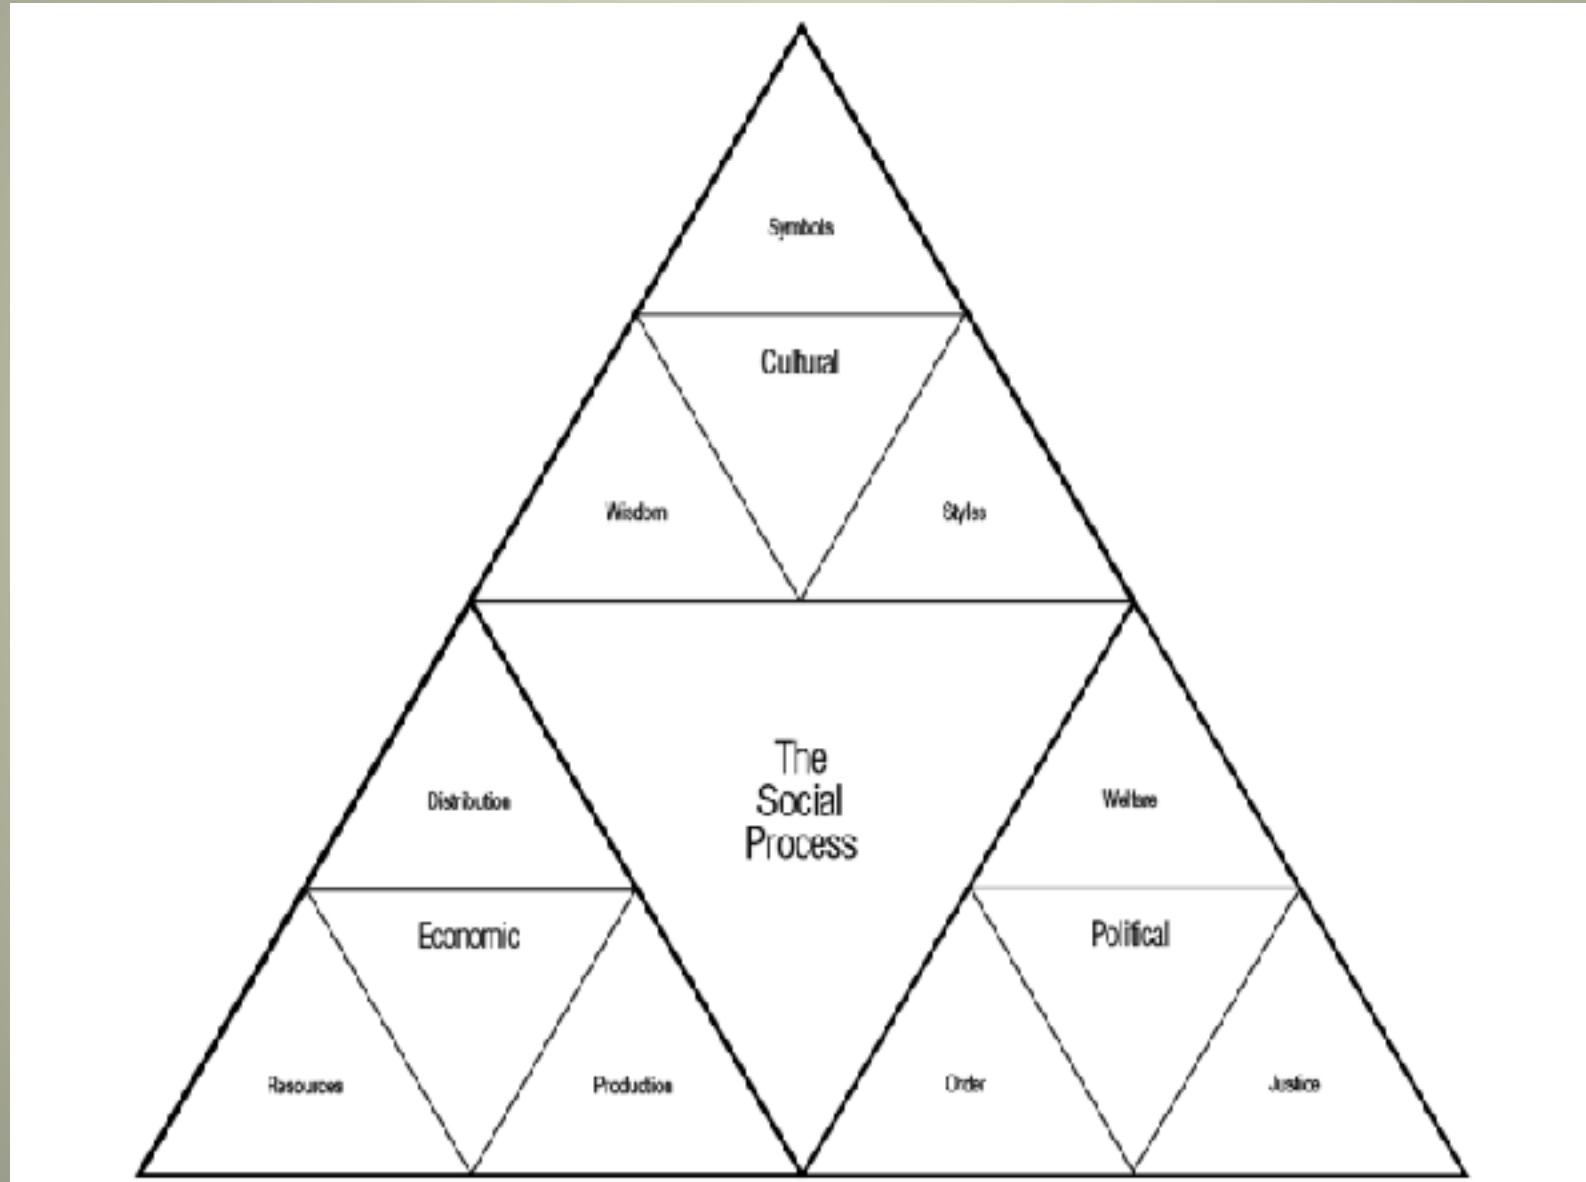 Symbols
Cultural
Wisdom
Styles
The
Social
Process
Distribution
Welfare
Economic
Political
Resources
Production
Order
Justice